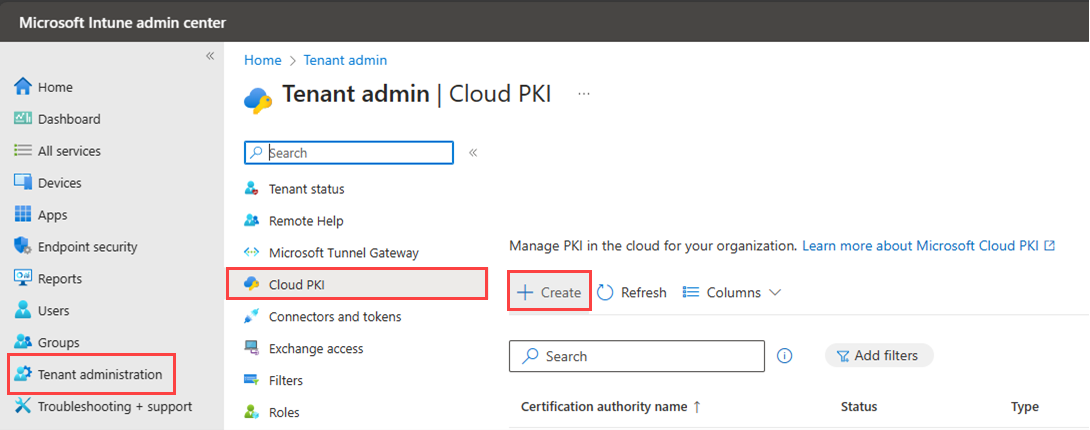 Microsoft Intune admin center
«
Home
Dashboard
All services
Devices
Apps
Endpoint security
Reports
Users
Groups
Tenant administration
Troubleshooting + support
Home > Tenant admin
Tenant admin | Cloud PKI ...
Search «
Tenant status
Remote Help
Microsoft Tunnel Gateway
Cloud PKI
Connectors and tokens
Exchange access
Filters
Roles
Manage PKI in the cloud for your organization. Learn more about Microsoft Cloud PKI
+ Create Refresh Columns
Search Add filters
Certification authority name ↑ Status Type